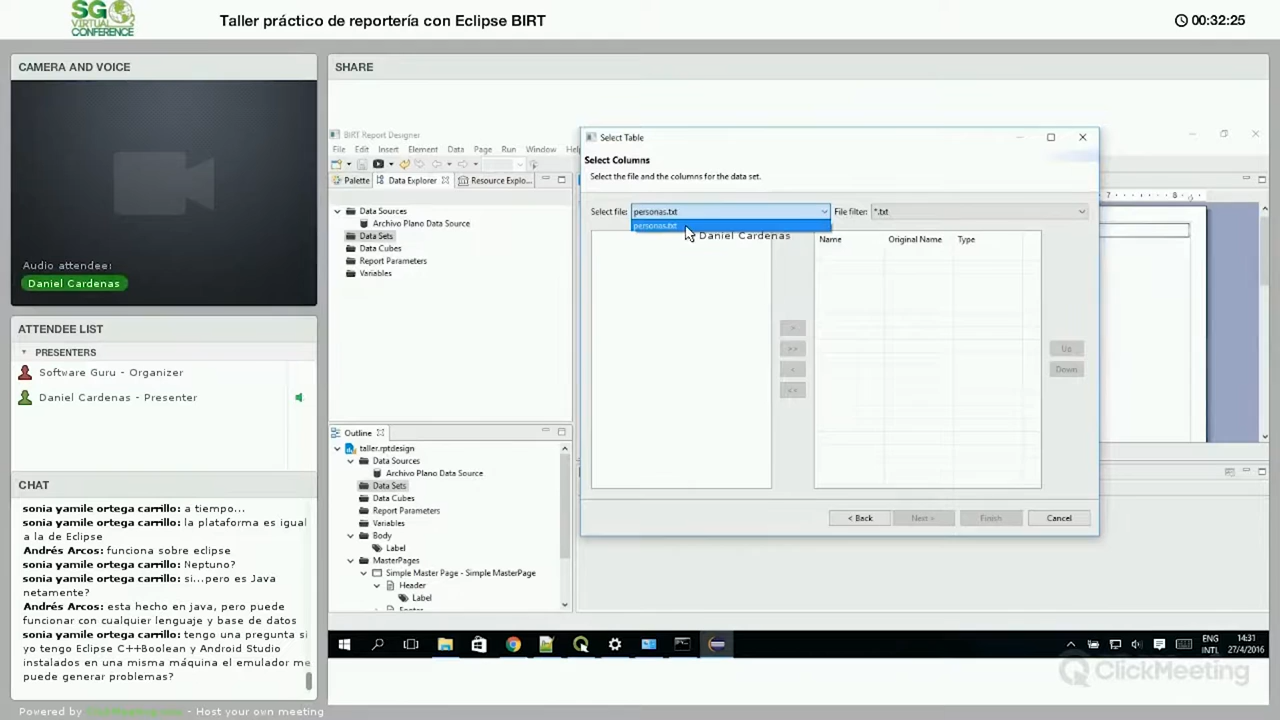 SG
VIRTUAL
CONFERENCE
Taller práctico de reportería con Eclipse BIRT
00:32:25
CAMERA AND VOICE
Audio attendee:
Daniel Cardenas
ATTENDEE LIST
PRESENTERS
Software Guru - Organizer
Daniel Cardenas - Presenter
CHAT
sonia yamile ortega carrillo: a tiempo...
sonia yamile ortega carrillo: la plataforma es igual
a la de Eclipse
Andrés Arcos: funciona sobre eclipse
sonia yamile ortega carrillo: Neptuno?
sonia yamile ortega carrillo: si...pero es Java
netamente?
Andrés Arcos: esta hecho en java, pero puede
funcionar con cualquier lenguaje y base de datos
sonia yamile ortega carrillo: tengo una pregunta si
yo tengo Eclipse C++Boolean y Android Studio
instalados en una misma máquina el emulador me
puede generar problemas?
Powered by ClickMeeting.com - Host your own meeting
SHARE
BIRT Report Designer
File Edit Insert Element Data Page Run Window Help
Palette Data Explorer Resource Explo...
Data Sources
Archivo Plano Data Source
Data Sets
Data Cubes
Report Parameters
Variables
Outline
taller.rptdesign
Data Sources
Archivo Plano Data Source
Data Sets
Data Cubes
Report Parameters
Variables
Body
Label
MasterPages
Simple Master Page - Simple MasterPage
Header
Label
Select Table
Select Columns
Select the file and the columns for the data set.
Select file: personas.txt File filter: *.txt
personas.txt
Daniel Cardenas
Name Original Name Type
>
>>
<
<<
Up
Down
< Back Next > Finish Cancel
7 8
ENG 14:31
INTL 27/4/2016
ClickMeeting